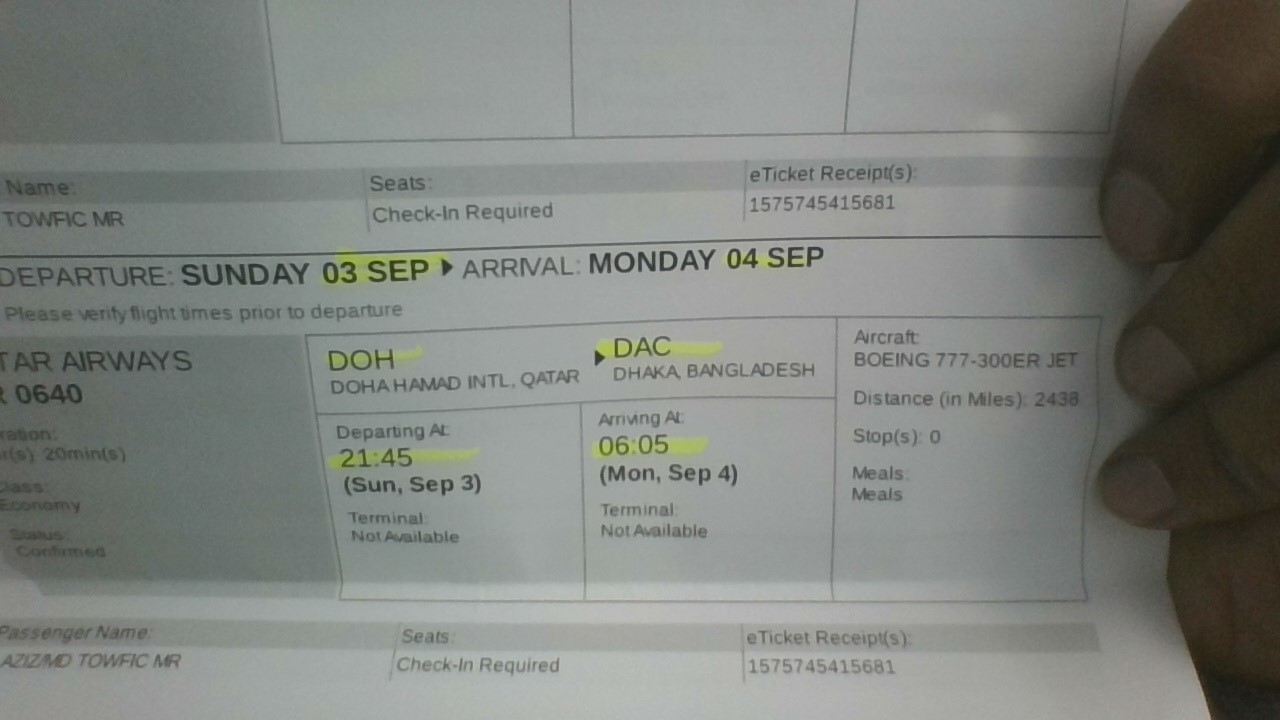 Name:
Seats:
eTicket Receipt(s):
TOWFIC MR
Check-In Required
1575745415681
DEPARTURE: SUNDAY 03 SEP ▶ ARRIVAL: MONDAY 04 SEP
Please verify flight times prior to departure
TAR AIRWAYS
R 0640
ration:
r(s) 20min(s)
Class:
Economy
Status:
Confirmed
DOH
DOHA HAMAD INTL, QATAR
▶ DAC
DHAKA, BANGLADESH
Departing At:
21:45
(Sun, Sep 3)
Terminal:
Not Available
Arriving At:
06:05
(Mon, Sep 4)
Terminal:
Not Available
Aircraft:
BOEING 777-300ER JET
Distance (in Miles): 2438
Stop(s): 0
Meals:
Meals
Passenger Name:
Seats:
eTicket Receipt(s):
AZIZ/MD TOWFIC MR
Check-In Required
1575745415681